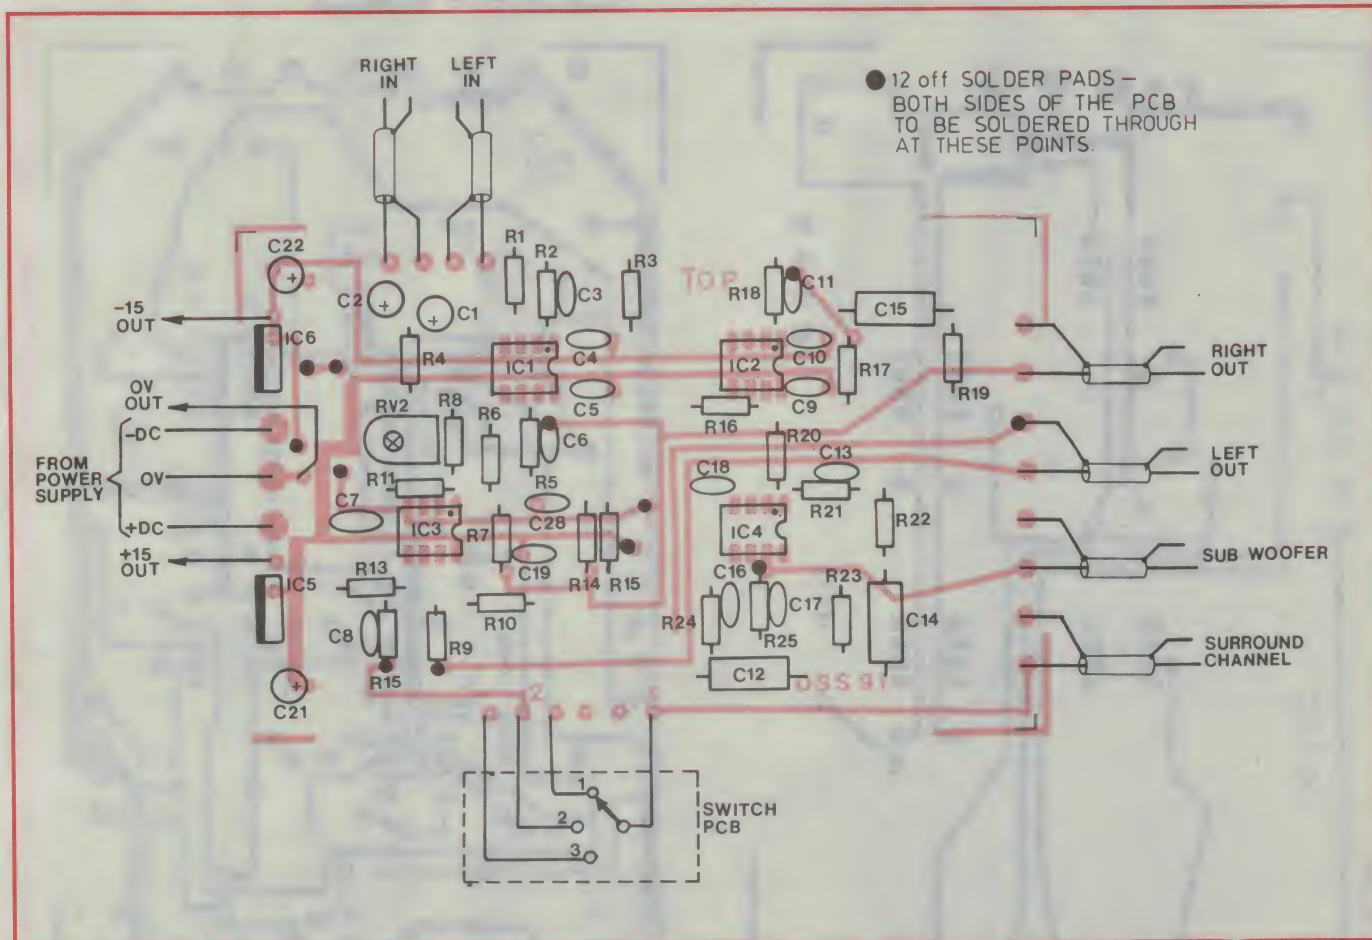 RIGHT
IN
LEFT
IN
12 off SOLDER PADS –
BOTH SIDES OF THE PCB
TO BE SOLDERED THROUGH
AT THESE POINTS.
C22
R1
R2
R3
C3
TOP
R18
C11
C15
-15
OUT
C2
C1
IC6
R4
IC1
C4
IC2
C10
R17
R19
RIGHT
OUT
0V
OUT
-DC
RV2
R8
R6
C5
C9
R16
R20
C6
FROM
POWER
SUPPLY
0V
R11
R5
C18
C13
LEFT
OUT
C7
IC3
R7
C28
R21
IC4
R22
+DC
+15
OUT
C19
R14
R15
SUB WOOFER
IC5
R13
R10
C16
R23
C8
R9
R24
C17
R25
C14
R15
C12
SURROUND
CHANNEL
C21
2
DSS91
1
2
3
SWITCH
PCB